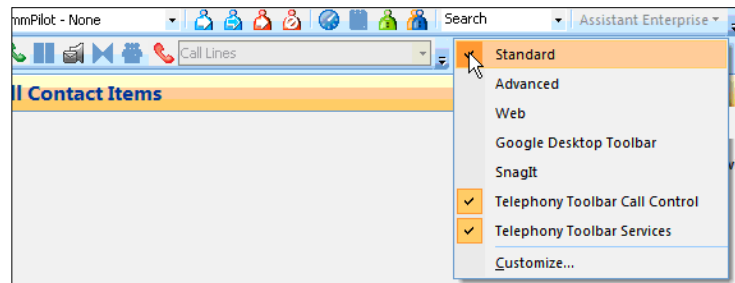 mmPilot - None Search Assistant Enterprise
Call Lines
ll Contact Items
Standard
Advanced
Web
Google Desktop Toolbar
SnagIt
Telephony Toolbar Call Control
Telephony Toolbar Services
Customize...